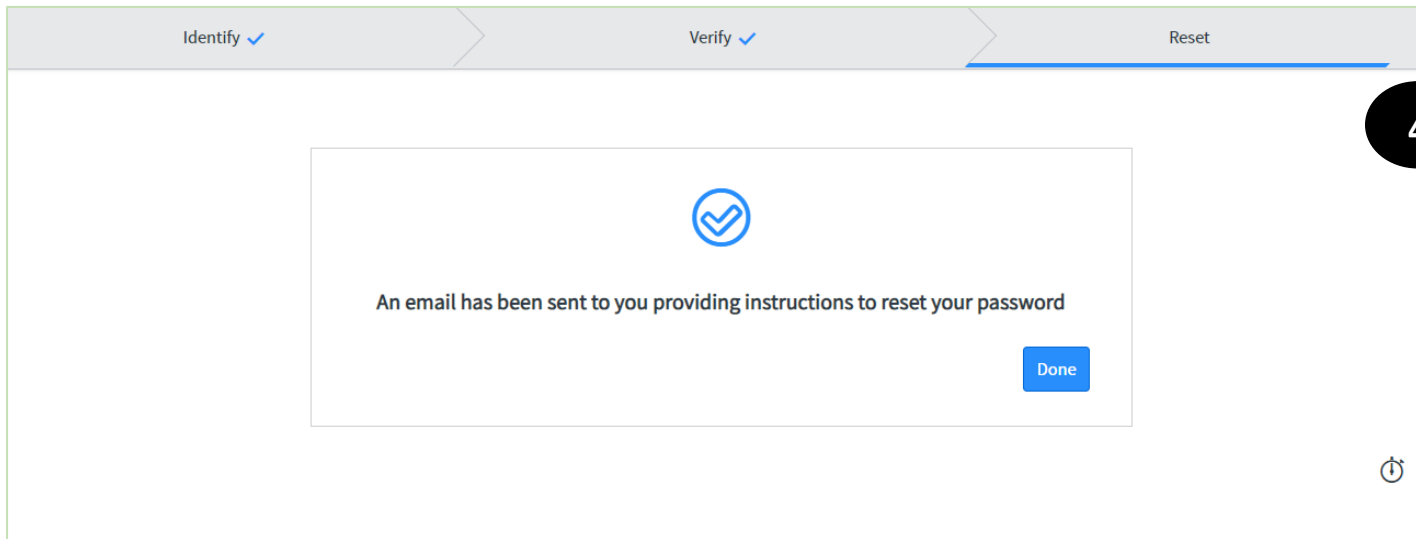 Identify
Verify
Reset
An email has been sent to you providing instructions to reset your password
Done